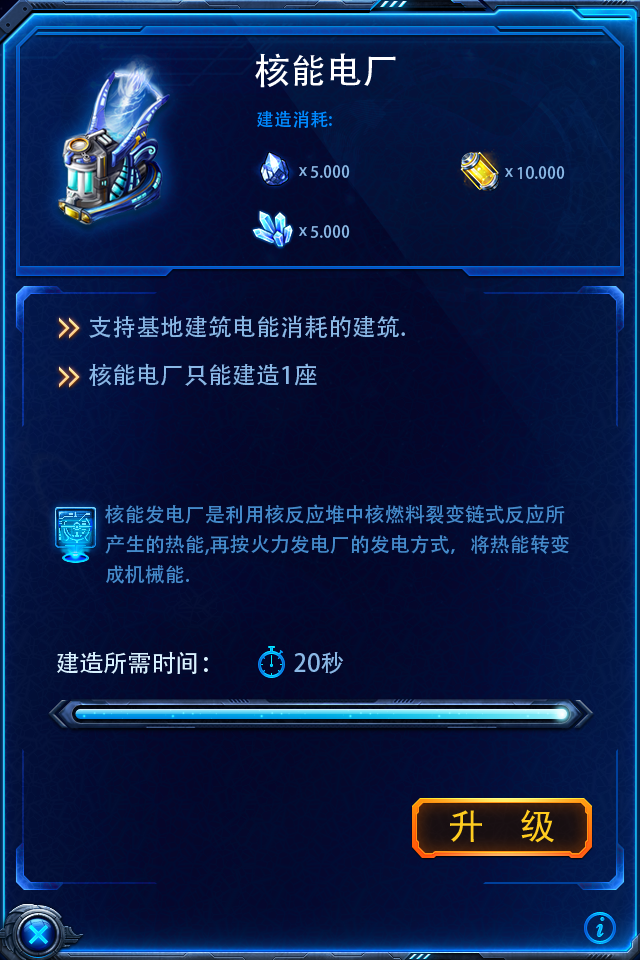 核能电厂
建造消耗:
x 5.000
x 10.000
x 5.000
支持基地建筑电能消耗的建筑.
核能电厂只能建造1座
核能发电厂是利用核反应堆中核燃料裂变链式反应所
产生的热能,再按火力发电厂的发电方式，将热能转变
成机械能.
建造所需时间：
20秒
升 级
i